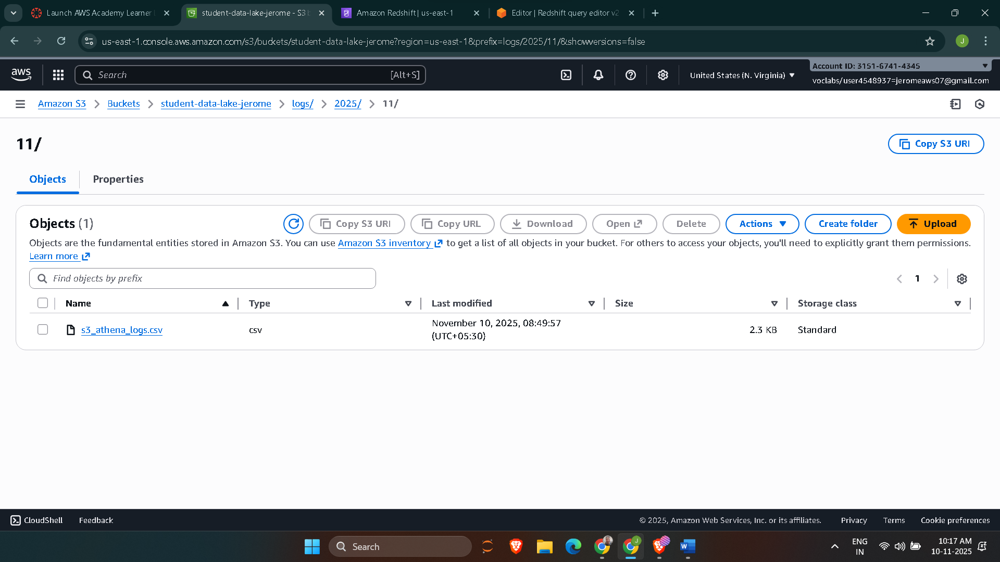 Launch AWS Academy Learner
student-data-lake-jerome - S3 b
Amazon Redshift | us-east-1
Editor | Redshift query editor v2
us-east-1.console.aws.amazon.com/s3/buckets/student-data-lake-jerome?region=us-east-1&prefix=logs/2025/11/&showversions=false
J
aws
Search
[Alt+S]
United States (N. Virginia)
Account ID: 3151-6741-4345
voclabs/user4548937=jeromeaws07@gmail.com
Amazon S3
Buckets
student-data-lake-jerome
logs/
2025/
11/
11/
Copy S3 URI
Objects
Properties
Objects (1)
Copy S3 URI
Copy URL
Download
Open
Delete
Actions
Create folder
Upload
Objects are the fundamental entities stored in Amazon S3. You can use Amazon S3 inventory to get a list of all objects in your bucket. For others to access your objects, you'll need to explicitly grant them permissions.
Learn more
Find objects by prefix
1
Name
Type
Last modified
Size
Storage class
s3_athena_logs.csv
csv
November 10, 2025, 08:49:57
(UTC+05:30)
2.3 KB
Standard
CloudShell
Feedback
© 2025, Amazon Web Services, Inc. or its affiliates.
Privacy
Terms
Cookie preferences
Search
J
W
ENG
IN
10:17 AM
10-11-2025